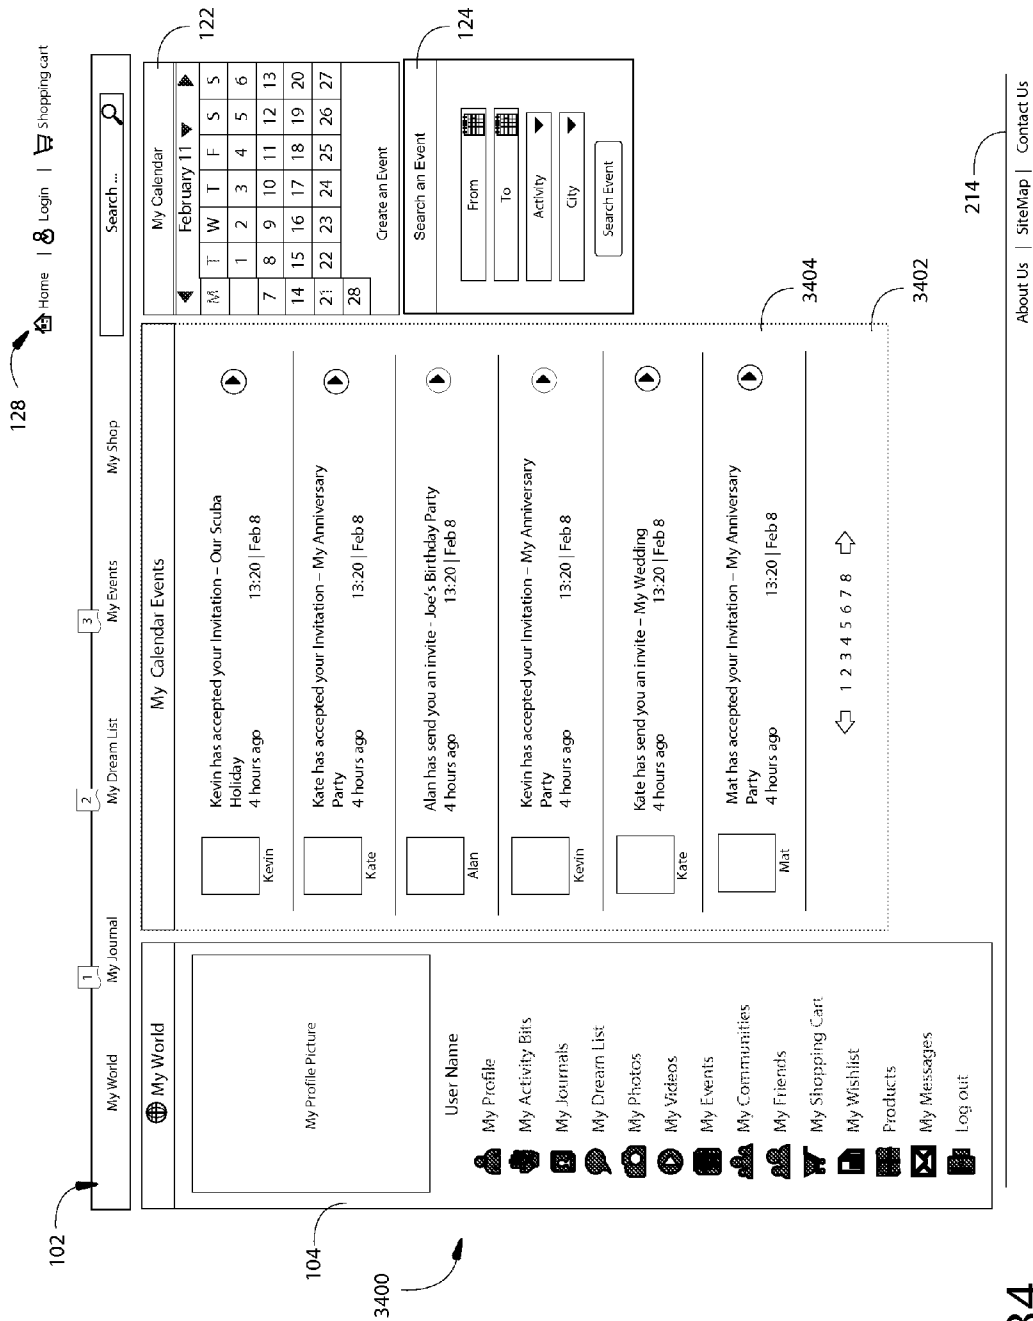 128
Home | Login | Shopping cart
102
1
2
3
My World My Journal My Dream List My Events My Shop Search ...
My World
My Profile Picture
104
User Name
My Profile
My Activity Bits
My Journals
My Dream List
My Photos
My Videos
My Events
My Communities
My Friends
My Shopping Cart
My Wishlist
Products
My Messages
Log out
3400
My Calendar Events
Kevin has accepted your Invitation – Our Scuba
Holiday
4 hours ago 13:20 | Feb 8
Kevin
Kate has accepted your Invitation – My Anniversary
Party
4 hours ago 13:20 | Feb 8
Kate
Alan has send you an invite - Joe's Birthday Party
4 hours ago 13:20 | Feb 8
Alan
Kevin has accepted your Invitation – My Anniversary
Party
4 hours ago 13:20 | Feb 8
Kevin
Kate has send you an invite – My Wedding
4 hours ago 13:20 | Feb 8
Kate
Mat has accepted your Invitation – My Anniversary
Party
4 hours ago 13:20 | Feb 8
Mat
1 2 3 4 5 6 7 8
3404
3402
122
My Calendar
February 11
M T W T F S S
1 2 3 4 5 6
7 8 9 10 11 12 13
14 15 16 17 18 19 20
21 22 23 24 25 26 27
28
Create an Event
124
Search an Event
From
To
Activity
City
Search Event
214
About Us | SiteMap | Contact Us
34